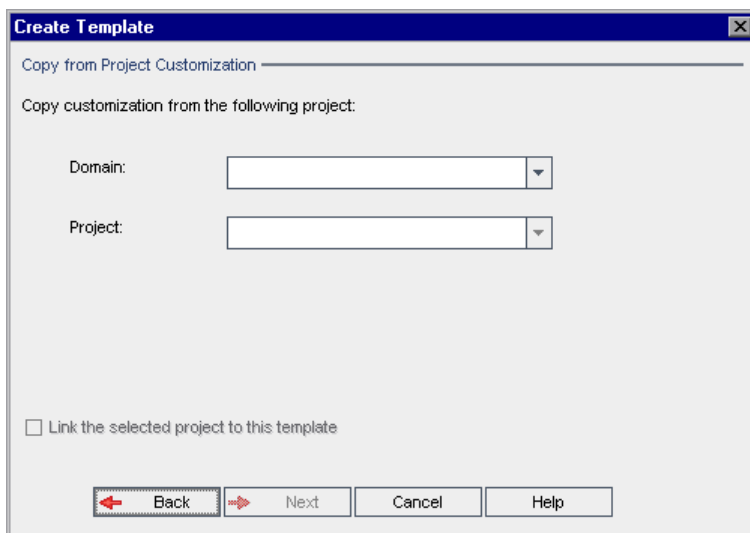 Create Template
Copy from Project Customization
Copy customization from the following project:
Domain:
Project:
Link the selected project to this template
Back Next Cancel Help